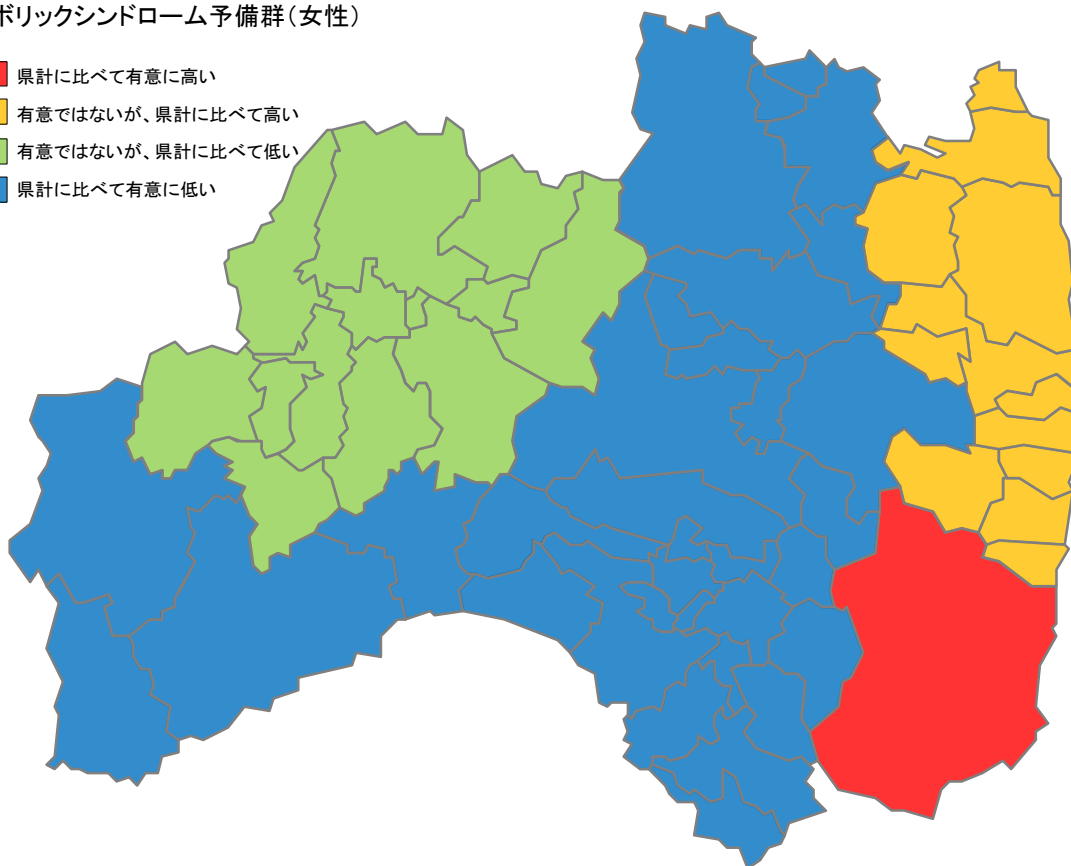 ボリックシンドローム予備群（女性）
県計に比べて有意に高い
有意ではないが、県計に比べて高い
有意ではないが、県計に比べて低い
県計に比べて有意に低い